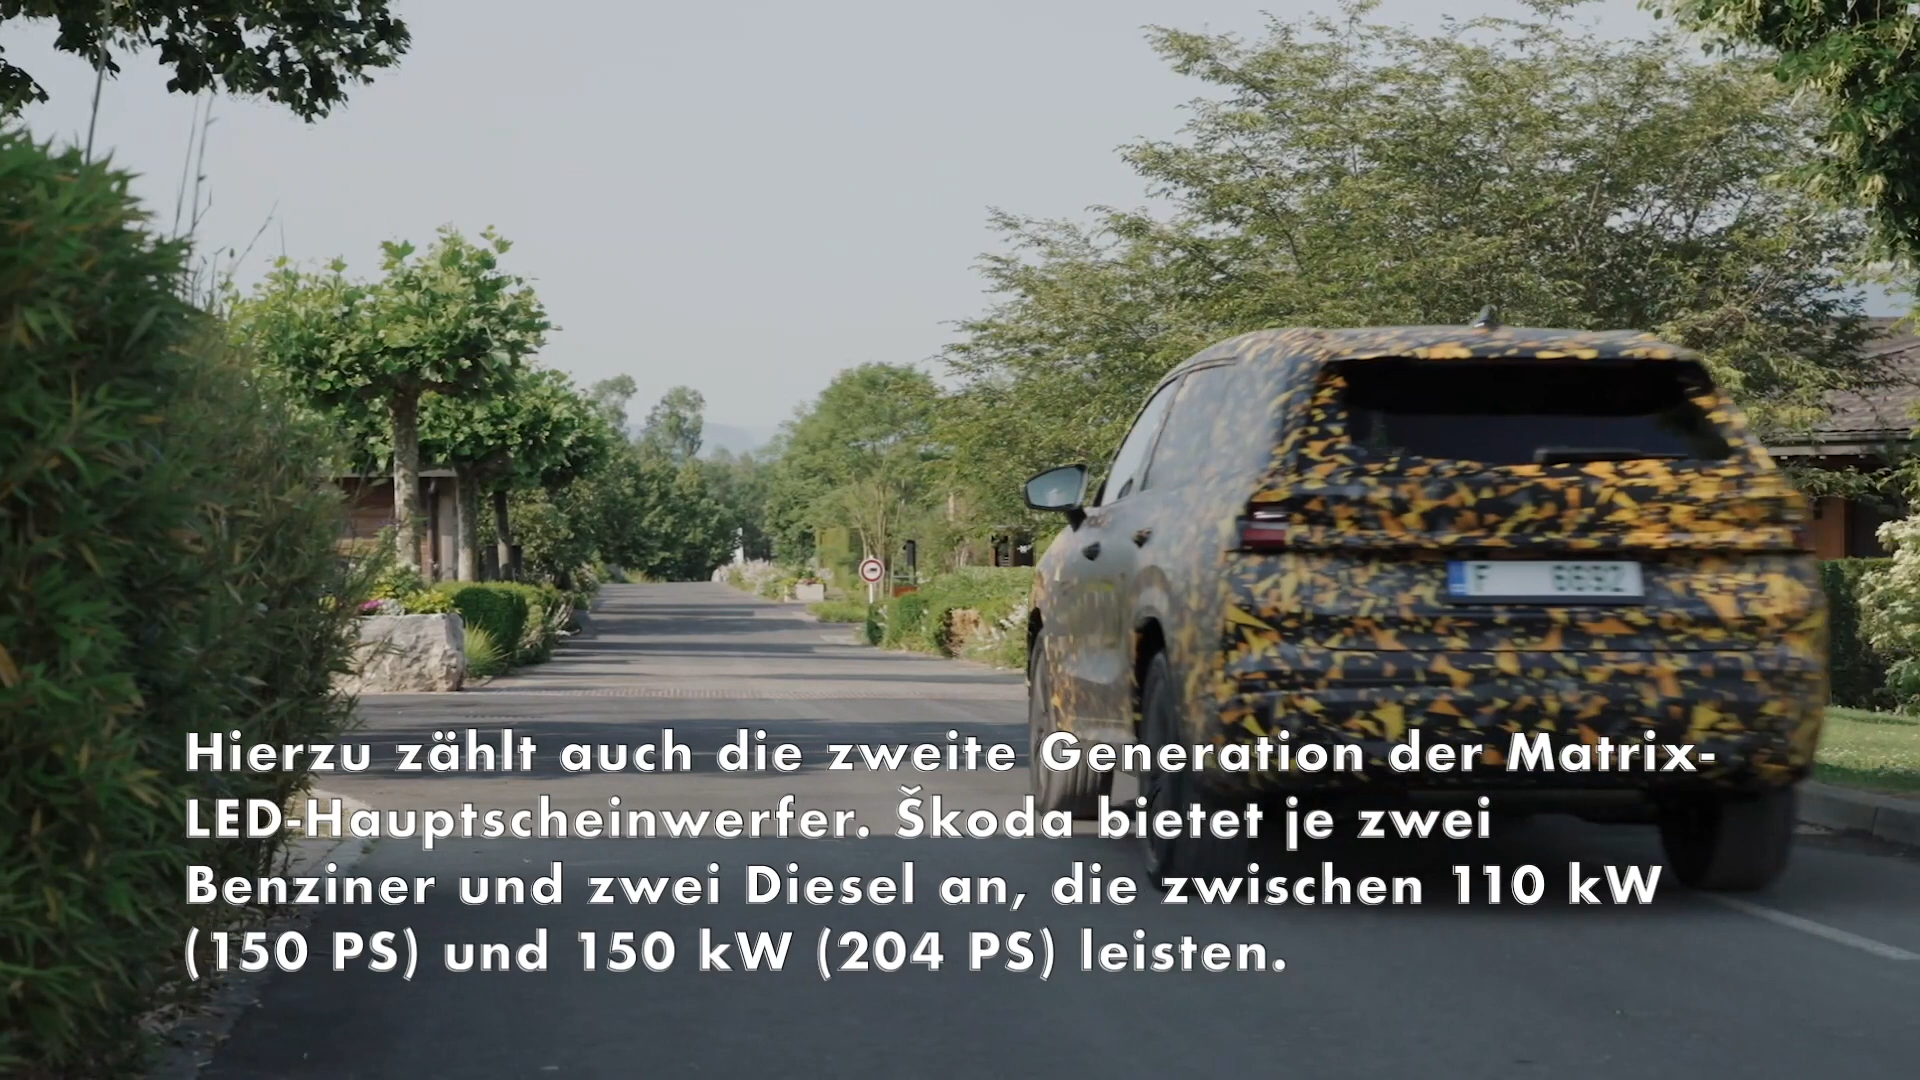 F 6692
Hierzu zählt auch die zweite Generation der Matrix-
LED-Hauptscheinwerfer. Škoda bietet je zwei
Benziner und zwei Diesel an, die zwischen 110 kW
(150 PS) und 150 kW (204 PS) leisten.